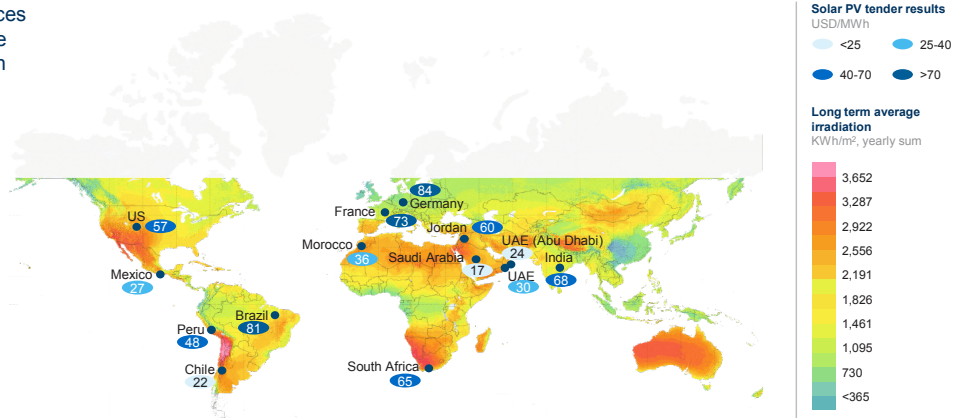 ces
e
n
Solar PV tender results
USD/MWh
<25
25-40
40-70
>70
Long term average
irradiation
KWh/m², yearly sum
3,652
3,287
2,922
2,556
2,191
1,826
1,461
1,095
730
<365
84
Germany
France
73
US
57
Jordan
60
Morocco
36
UAE (Abu Dhabi)
24
Saudi Arabia
17
India
68
UAE
30
Mexico
27
Brazil
81
Peru
48
Chile
22
South Africa
65